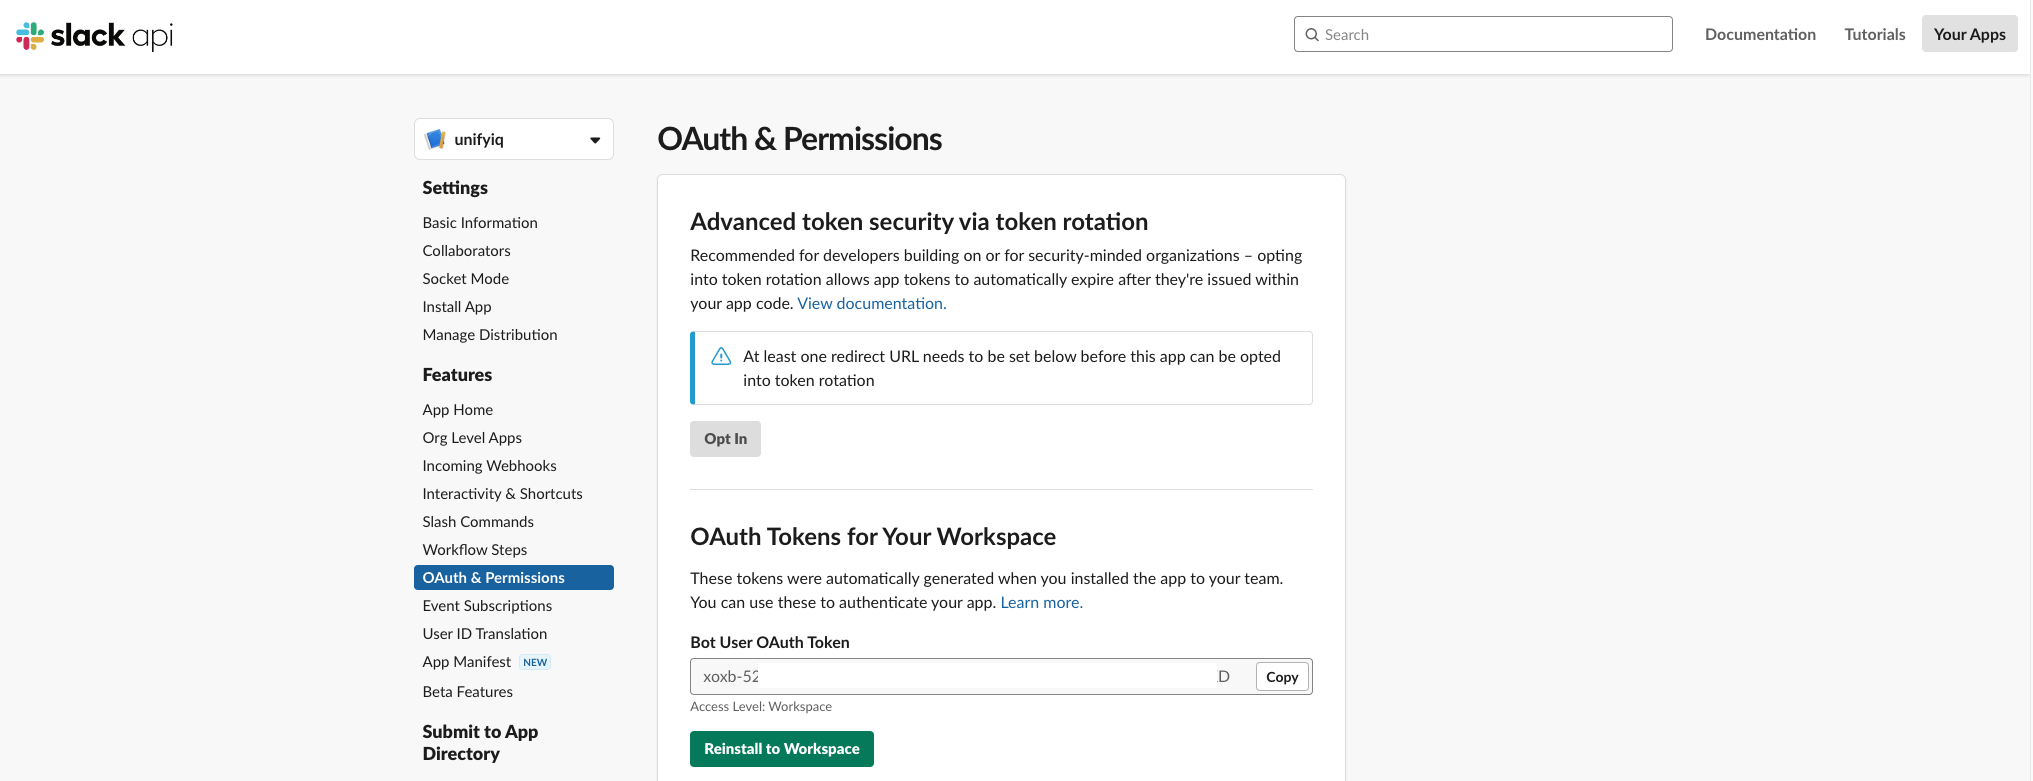 slack api
Search
Documentation
Tutorials
Your Apps
unifyiq
Settings
Basic Information
Collaborators
Socket Mode
Install App
Manage Distribution
Features
App Home
Org Level Apps
Incoming Webhooks
Interactivity & Shortcuts
Slash Commands
Workflow Steps
OAuth & Permissions
Event Subscriptions
User ID Translation
App Manifest NEW
Beta Features
Submit to App
Directory
OAuth & Permissions
Advanced token security via token rotation
Recommended for developers building on or for security-minded organizations – opting
into token rotation allows app tokens to automatically expire after they're issued within
your app code. View documentation.
At least one redirect URL needs to be set below before this app can be opted
into token rotation
Opt In
OAuth Tokens for Your Workspace
These tokens were automatically generated when you installed the app to your team.
You can use these to authenticate your app. Learn more.
Bot User OAuth Token
xoxb-52 D
Copy
Access Level: Workspace
Reinstall to Workspace